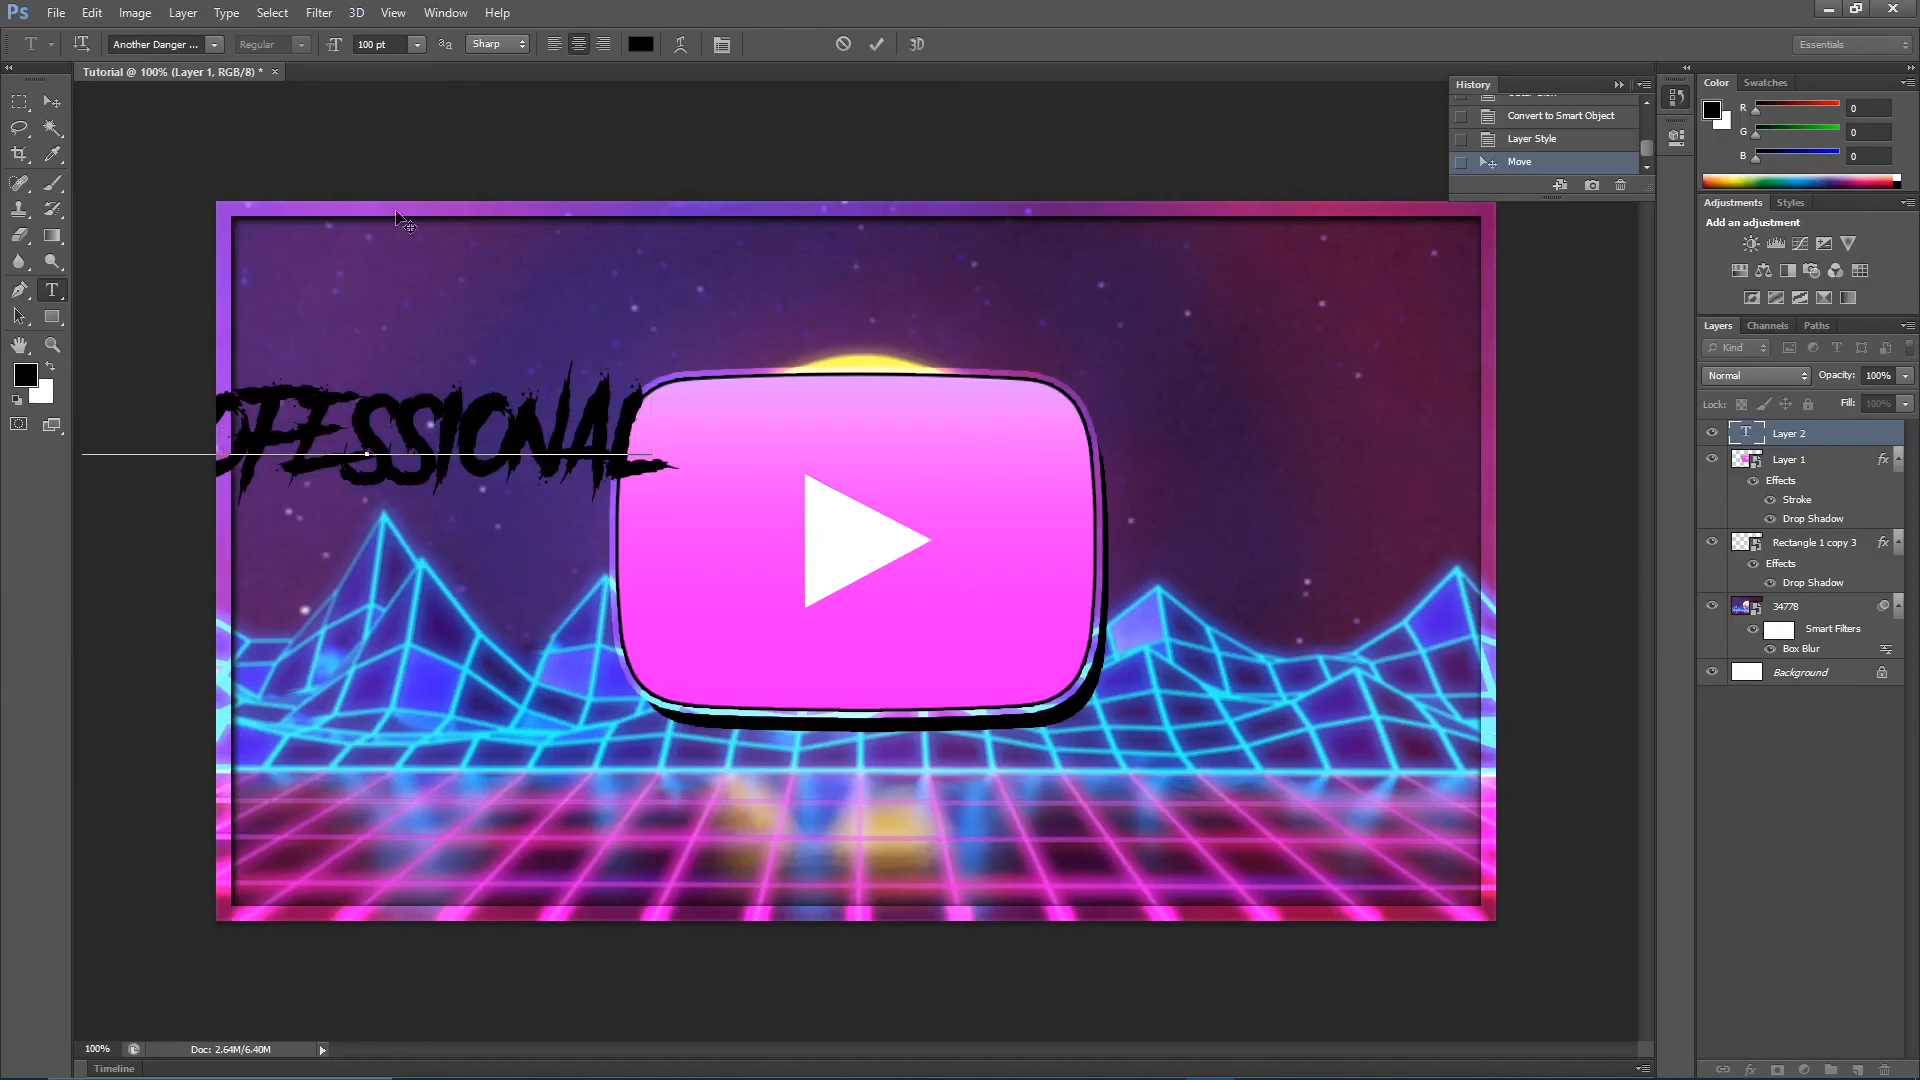 Ps File Edit Image Layer Type Select Filter 3D View Window Help
T Another Danger ... Regular 100 pt Sharp 3D Essentials
Tutorial @ 100% (Layer 1, RGB/8) * ×
History
Convert to Smart Object
Layer Style
Move
Color Swatches
R 0
G 0
B 0
Adjustments Styles
Add an adjustment
Layers Channels Paths
Kind
Normal Opacity: 100%
Lock: Fill: 100%
Layer 2
Layer 1 fx
Effects
Stroke
Drop Shadow
Rectangle 1 copy 3 fx
Effects
Drop Shadow
34778
Smart Filters
Box Blur
Background
OFESSIONAL
100% Doc: 2.64M/6.40M
Timeline